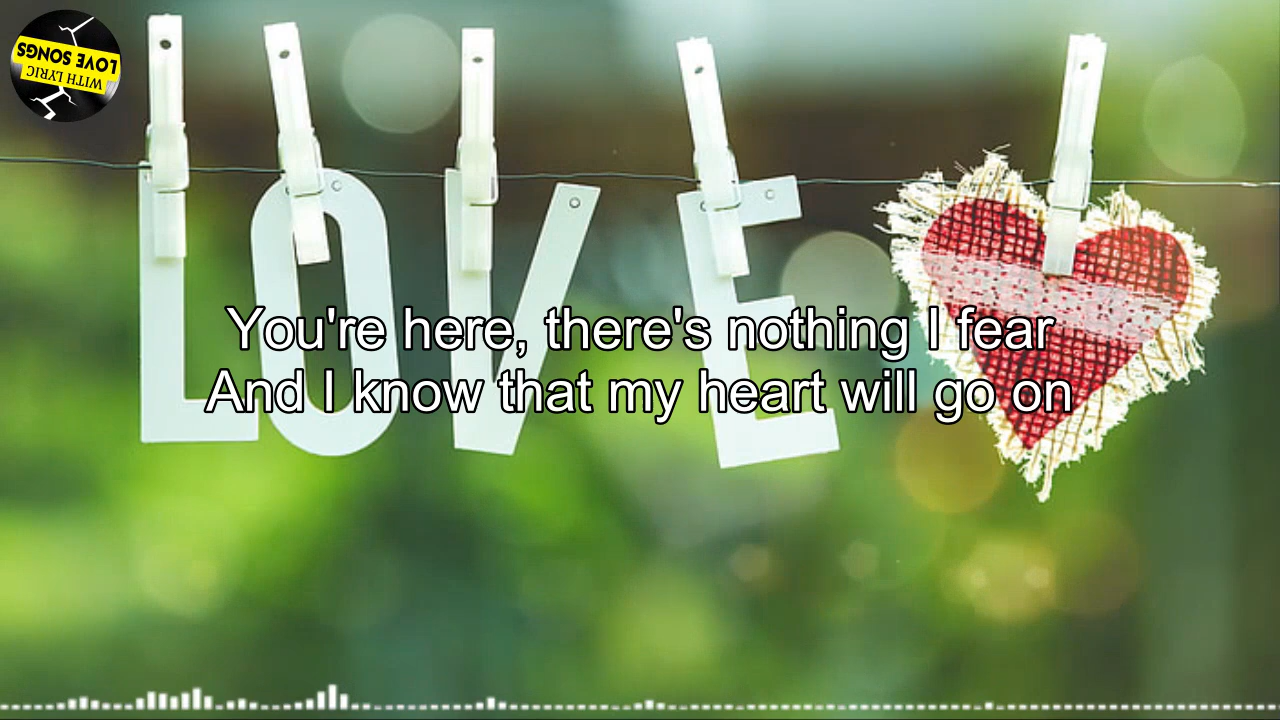 LOVE SONGS
WITH LYRIC
LOVE
You're here, there's nothing I fear
And I know that my heart will go on